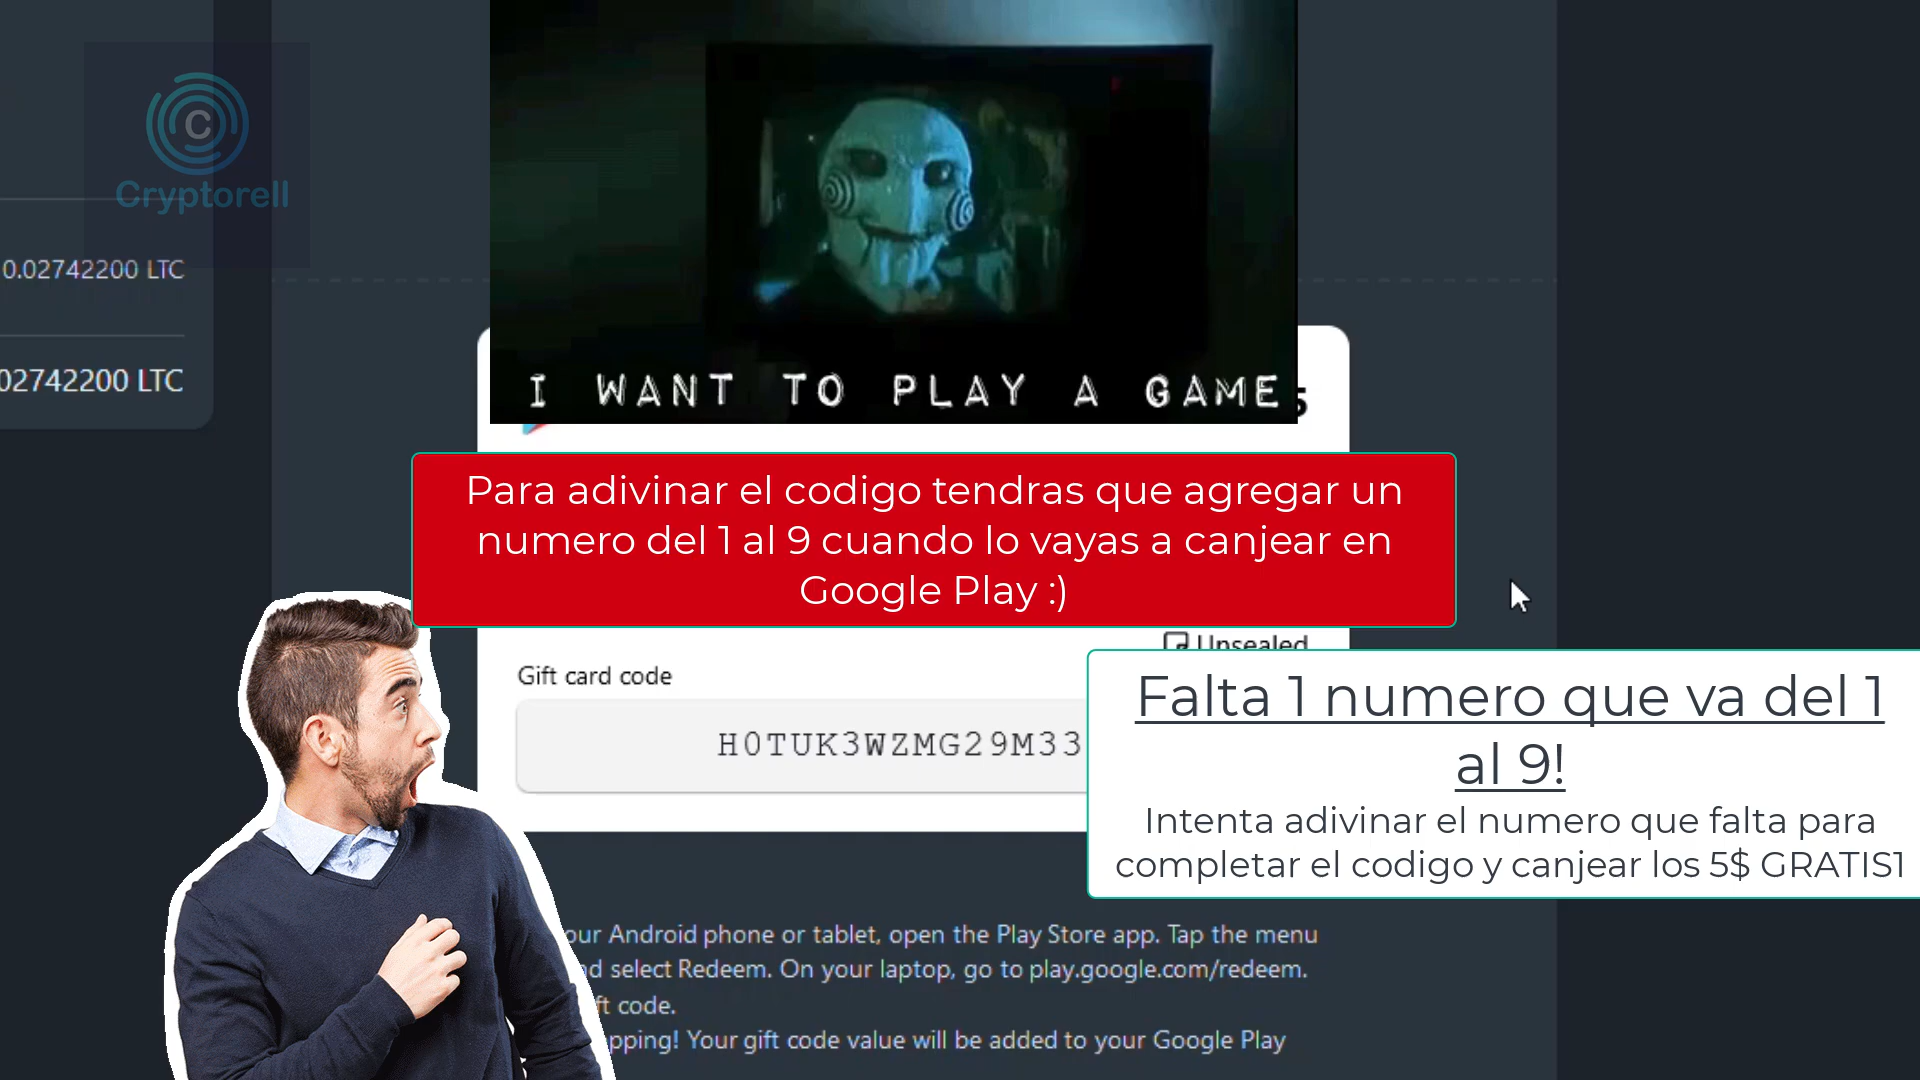 Cryptorell
0.02742200 LTC
02742200 LTC
I WANT TO PLAY A GAME
5
Para adivinar el codigo tendras que agregar un
numero del 1 al 9 cuando lo vayas a canjear en
Google Play :)
Unsealed
Gift card code
H0TUK3WZMG29M33
Falta 1 numero que va del 1
al 9!
Intenta adivinar el numero que falta para
completar el codigo y canjear los 5$ GRATIS1
our Android phone or tablet, open the Play Store app. Tap the menu
nd select Redeem. On your laptop, go to play.google.com/redeem.
ft code.
pping! Your gift code value will be added to your Google Play